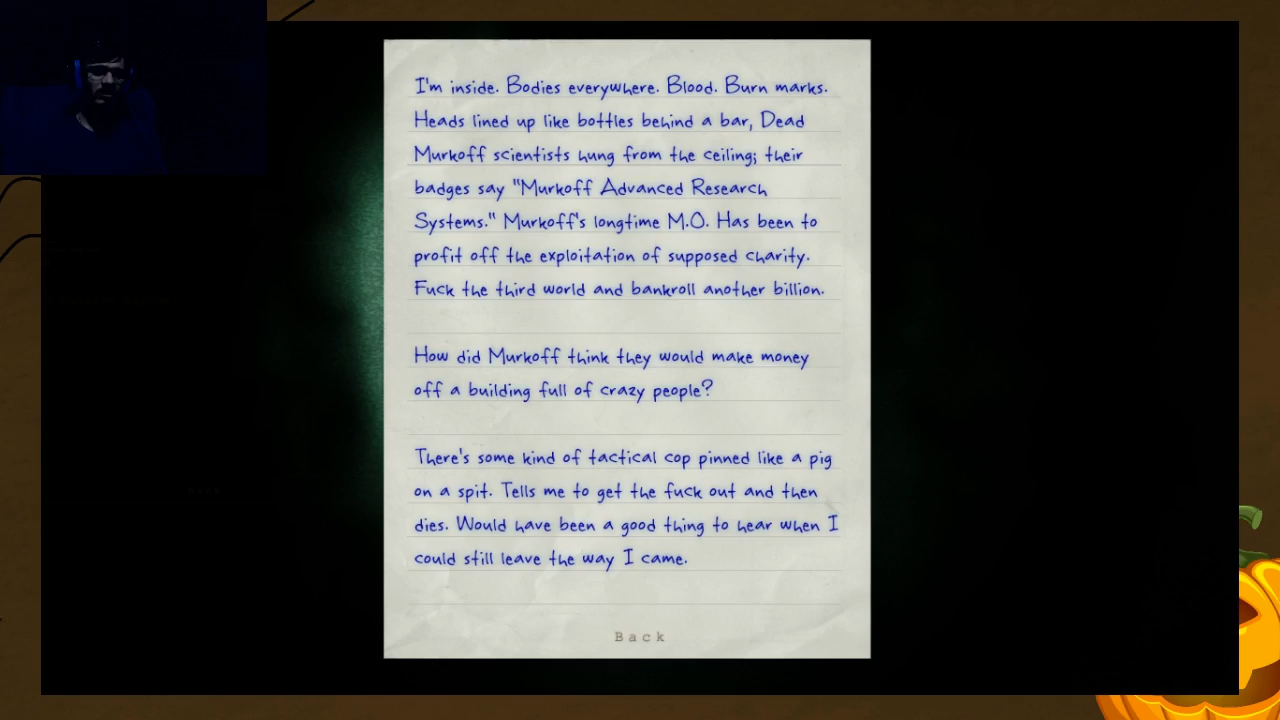 I'm inside. Bodies everywhere. Blood. Burn marks.
Heads lined up like bottles behind a bar, Dead
Murkoff scientists hung from the ceiling; their
badges say "Murkoff Advanced Research
Systems." Murkoff's longtime M.O. Has been to
profit off the exploitation of supposed charity.
Fuck the third world and bankroll another billion.
How did Murkoff think they would make money
off a building full of crazy people?
There's some kind of tactical cop pinned like a pig
on a spit. Tells me to get the fuck out and then
dies. Would have been a good thing to hear when I
could still leave the way I came.
Back